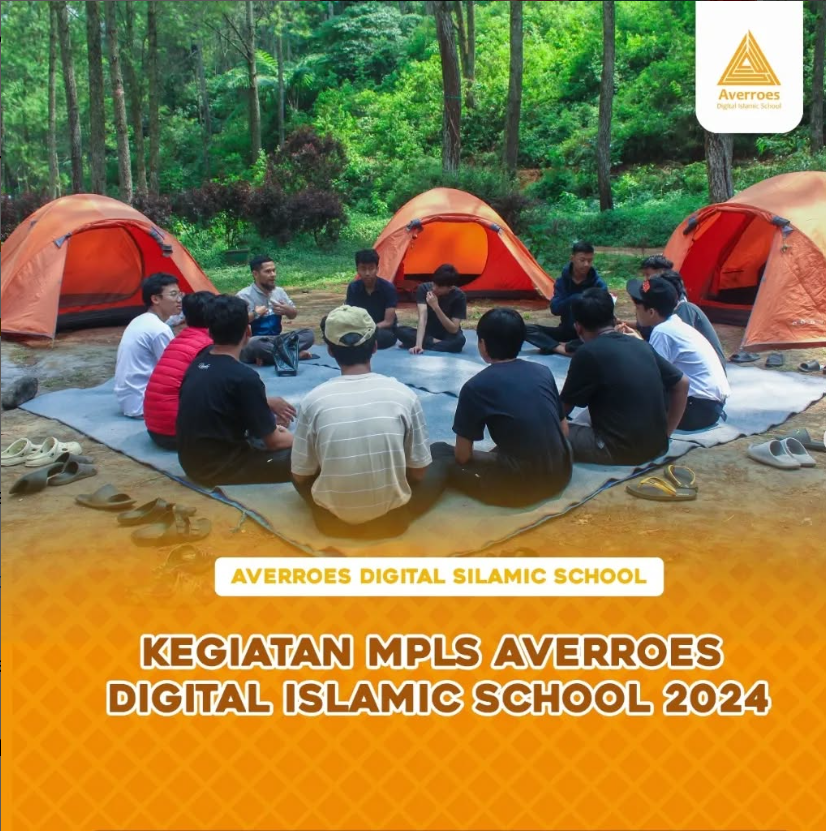 Averroes
Digital Islamic School
AVERROES DIGITAL SILAMIC SCHOOL
KEGIATAN MPLS AVERROES
DIGITAL ISLAMIC SCHOOL 2024